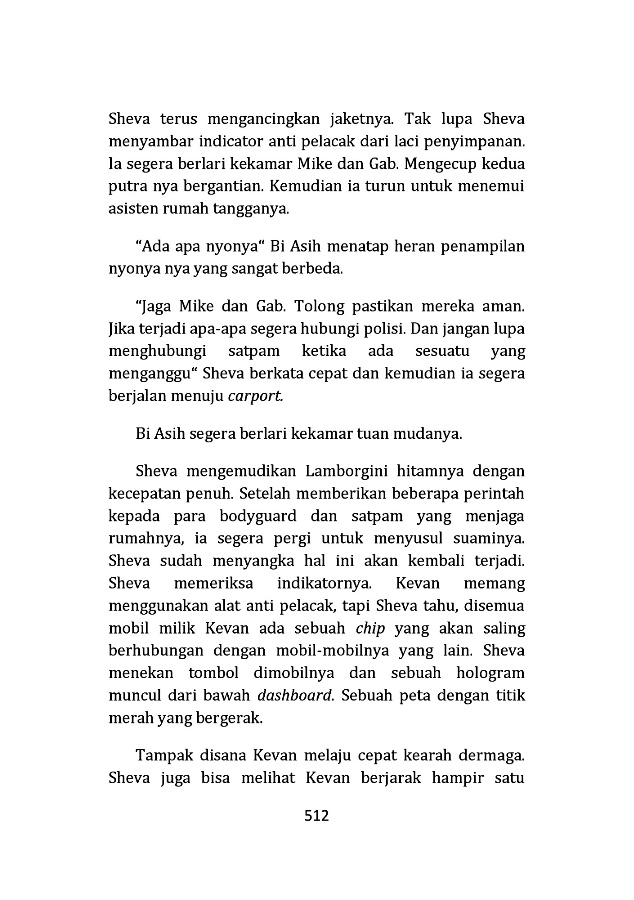 Sheva terus mengancingkan jaketnya. Tak lupa Sheva
menyambar indicator anti pelacak dari laci penyimpanan.
Ia segera berlari kekamar Mike dan Gab. Mengecup kedua
putra nya bergantian. Kemudian ia turun untuk menemui
asisten rumah tangganya.
“Ada apa nyonya“ Bi Asih menatap heran penampilan
nyonya nya yang sangat berbeda.
“Jaga Mike dan Gab. Tolong pastikan mereka aman.
Jika terjadi apa-apa segera hubungi polisi. Dan jangan lupa
menghubungi satpam ketika ada sesuatu yang
menganggu“ Sheva berkata cepat dan kemudian ia segera
berjalan menuju carport.
Bi Asih segera berlari kekamar tuan mudanya.
Sheva mengemudikan Lamborgini hitamnya dengan
kecepatan penuh. Setelah memberikan beberapa perintah
kepada para bodyguard dan satpam yang menjaga
rumahnya, ia segera pergi untuk menyusul suaminya.
Sheva sudah menyangka hal ini akan kembali terjadi.
Sheva memeriksa indikatornya. Kevan memang
menggunakan alat anti pelacak, tapi Sheva tahu, disemua
mobil milik Kevan ada sebuah chip yang akan saling
berhubungan dengan mobil-mobilnya yang lain. Sheva
menekan tombol dimobilnya dan sebuah hologram
muncul dari bawah dashboard. Sebuah peta dengan titik
merah yang bergerak.
Tampak disana Kevan melaju cepat kearah dermaga.
Sheva juga bisa melihat Kevan berjarak hampir satu
512